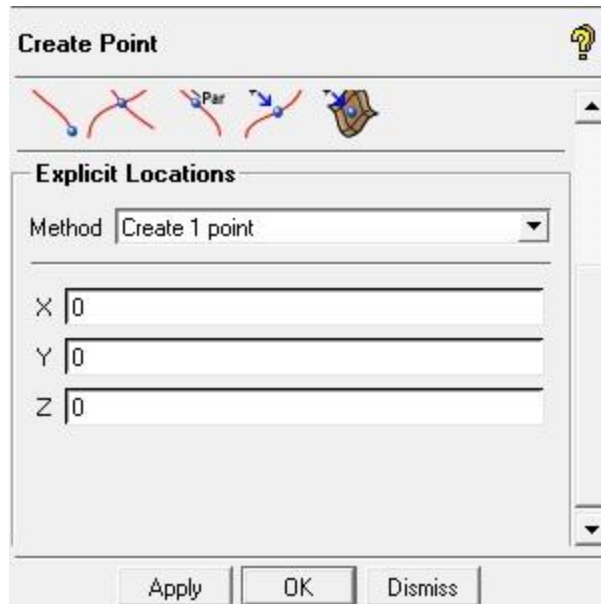 Create Point
Par
Explicit Locations
Method Create 1 point
X 0
Y 0
Z 0
Apply OK Dismiss